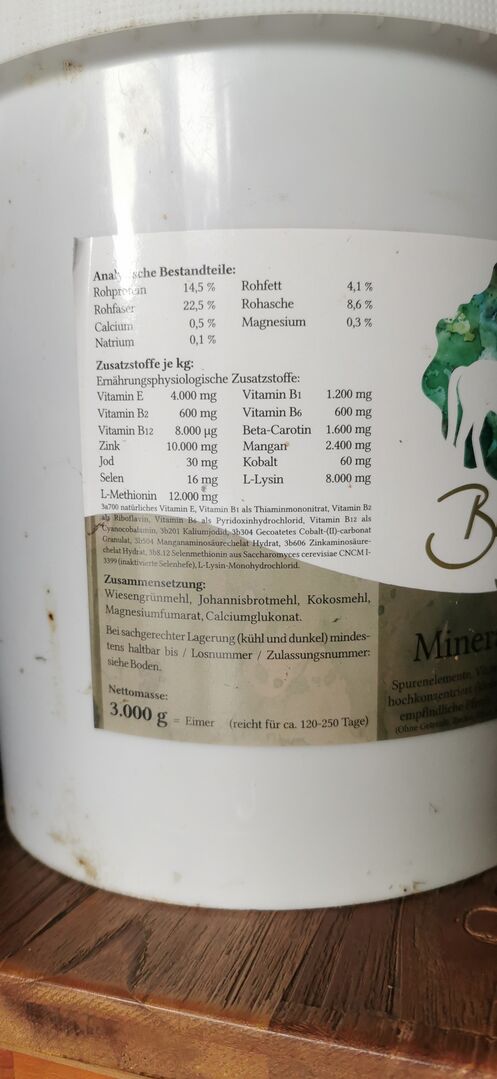 Analytische Bestandteile:
Rohprotein 14,5 % Rohfett 4,1 %
Rohfaser 22,5 % Rohasche 8,6 %
Calcium 0,5 % Magnesium 0,3 %
Natrium 0,1 %
Zusatzstoffe je kg:
Ernährungsphysiologische Zusatzstoffe:
Vitamin E 4.000 mg Vitamin B1 1.200 mg
Vitamin B2 600 mg Vitamin B6 600 mg
Vitamin B12 8.000 µg Beta-Carotin 1.600 mg
Zink 10.000 mg Mangan 2.400 mg
Jod 30 mg Kobalt 60 mg
Selen 16 mg L-Lysin 8.000 mg
L-Methionin 12.000 mg
3a700 natürliches Vitamin E, Vitamin B1 als Thiaminmononitrat, Vitamin B2
als Riboflavin, Vitamin B6 als Pyridoxinhydrochlorid, Vitamin B12 als
Cyanocobalamin, 3b201 Kaliumjodid, 3b304 Gecoatetes Cobalt-(II)-carbonat
Granulat, 3b504 Manganaminosäurechelat Hydrat, 3b606 Zinkaminosäure-
chelat Hydrat, 3b8.12 Selenmethionin aus Saccharomyces cerevisiae CNCM I-
3399 (inaktivierte Selenhefe), L-Lysin-Monohydrochlorid.
Zusammensetzung:
Wiesengrünmehl, Johannisbrotmehl, Kokosmehl,
Magnesiumfumarat, Calciumglukonat.
Bei sachgerechter Lagerung (kühl und dunkel) mindes-
tens haltbar bis / Losnummer / Zulassungsnummer:
siehe Boden.
Nettomasse:
3.000 g = Eimer (reicht für ca. 120-250 Tage)
B
Miner
Spurenelemente,
hochkonzentriert
empfindliche
(Ohne